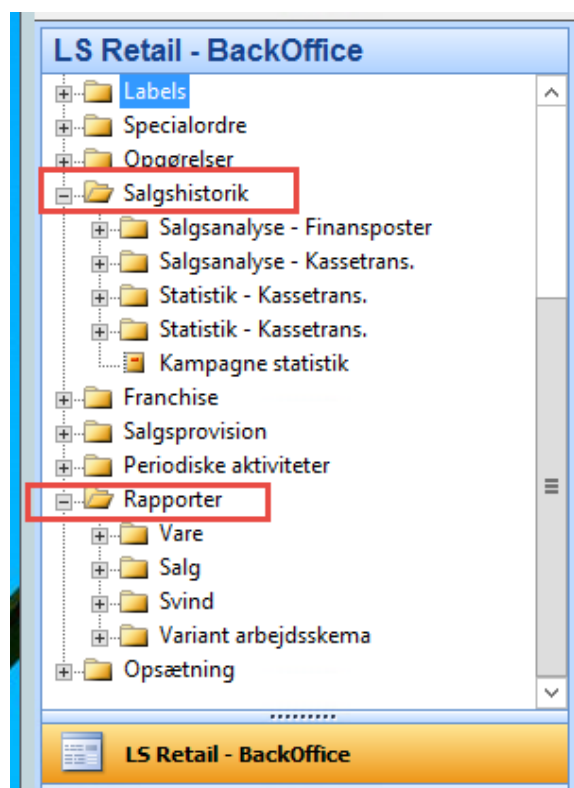 LS Retail - BackOffice
Labels
Specialordre
Opgørelser
Salgshistorik
Salgsanalyse - Finansposter
Salgsanalyse - Kassetrans.
Statistik - Kassetrans.
Statistik - Kassetrans.
Kampagne statistik
Franchise
Salgsprovision
Periodiske aktiviteter
Rapporter
Vare
Salg
Svind
Variant arbejdsskema
Opsætning
LS Retail - BackOffice